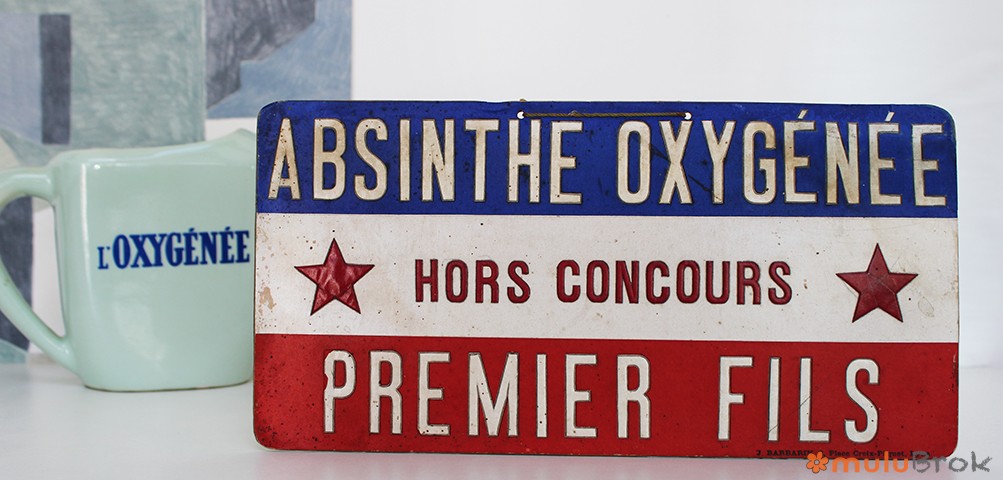 ABSINTHE OXYGÉNÉE
HORS CONCOURS
PREMIER FILS
L'OXYGÉNÉE
muluBrok